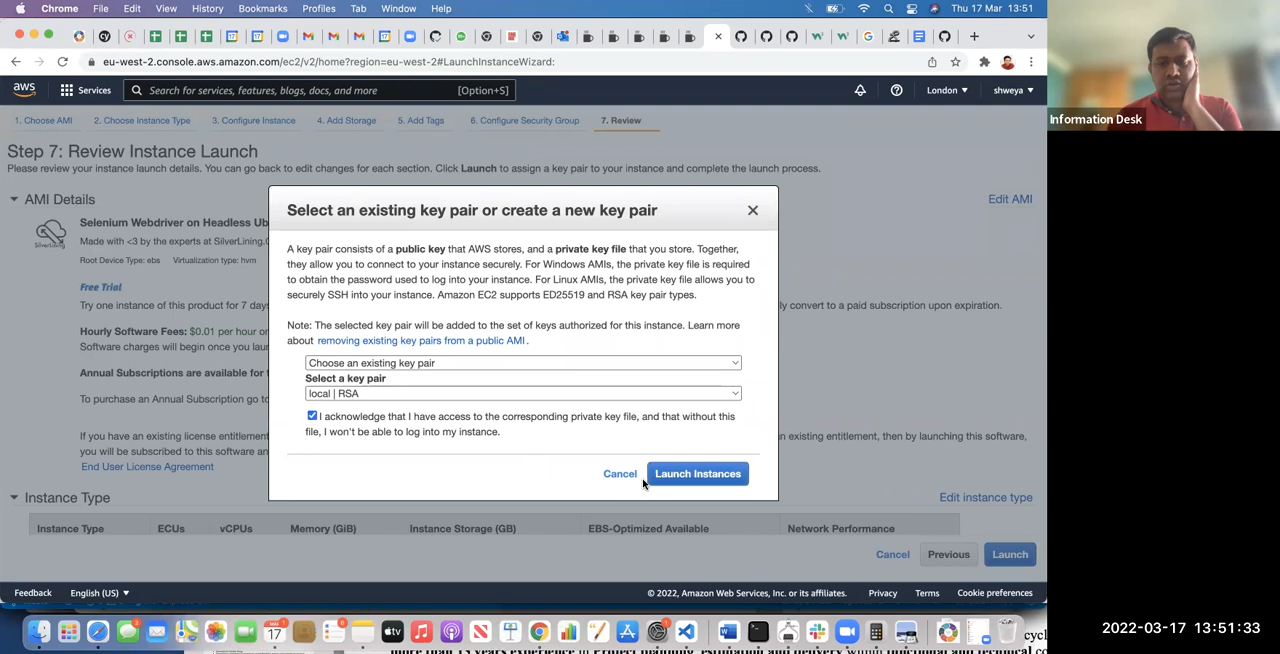 Chrome File Edit View History Bookmarks Profiles Tab Window Help Thu 17 Mar 13:51
eu-west-2.console.aws.amazon.com/ec2/v2/home?region=eu-west-2#LaunchInstanceWizard:
aws Services Search for services, features, blogs, docs, and more [Option+S] London shweya
Information Desk
1. Choose AMI 2. Choose Instance Type 3. Configure Instance 4. Add Storage 5. Add Tags 6. Configure Security Group 7. Review
Step 7: Review Instance Launch
Please review your instance launch details. You can go back to edit changes for each section. Click Launch to assign a key pair to your instance and complete the launch process.
AMI Details Edit AMI
Selenium Webdriver on Headless Ub
Made with <3 by the experts at SilverLining.
Root Device Type: ebs Virtualization type: hvm
Free Trial
Try one instance of this product for 7 days
ly convert to a paid subscription upon expiration.
Hourly Software Fees: $0.01 per hour or
Software charges will begin once you lau
Annual Subscriptions are available for
To purchase an Annual Subscription go to
If you have an existing license entitlement
an existing entitlement, then by launching this software,
you will be subscribed to this software an
End User License Agreement
Select an existing key pair or create a new key pair
A key pair consists of a public key that AWS stores, and a private key file that you store. Together,
they allow you to connect to your instance securely. For Windows AMIs, the private key file is required
to obtain the password used to log into your instance. For Linux AMIs, the private key file allows you to
securely SSH into your instance. Amazon EC2 supports ED25519 and RSA key pair types.
Note: The selected key pair will be added to the set of keys authorized for this instance. Learn more
about removing existing key pairs from a public AMI.
Choose an existing key pair
Select a key pair
local | RSA
I acknowledge that I have access to the corresponding private key file, and that without this
file, I won't be able to log into my instance.
Cancel Launch Instances
Instance Type Edit instance type
Instance Type ECUs vCPUs Memory (GiB) Instance Storage (GB) EBS-Optimized Available Network Performance
Cancel Previous Launch
Feedback English (US) © 2022, Amazon Web Services, Inc. or its affiliates. Privacy Terms Cookie preferences
2022-03-17 13:51:33